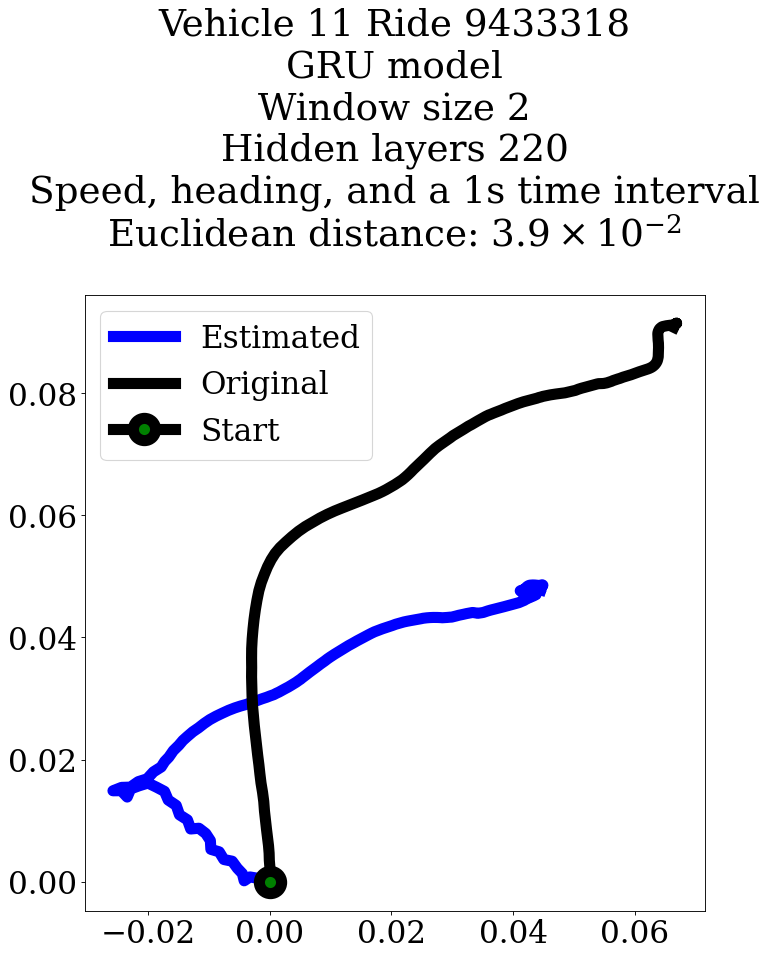 Vehicle 11 Ride 9433318
GRU model
Window size 2
Hidden layers 220
Speed, heading, and a 1s time interval
Euclidean distance: 3.9 × 10⁻²
Estimated
Original
Start
0.08
0.06
0.04
0.02
0.00
−0.02 0.00 0.02 0.04 0.06